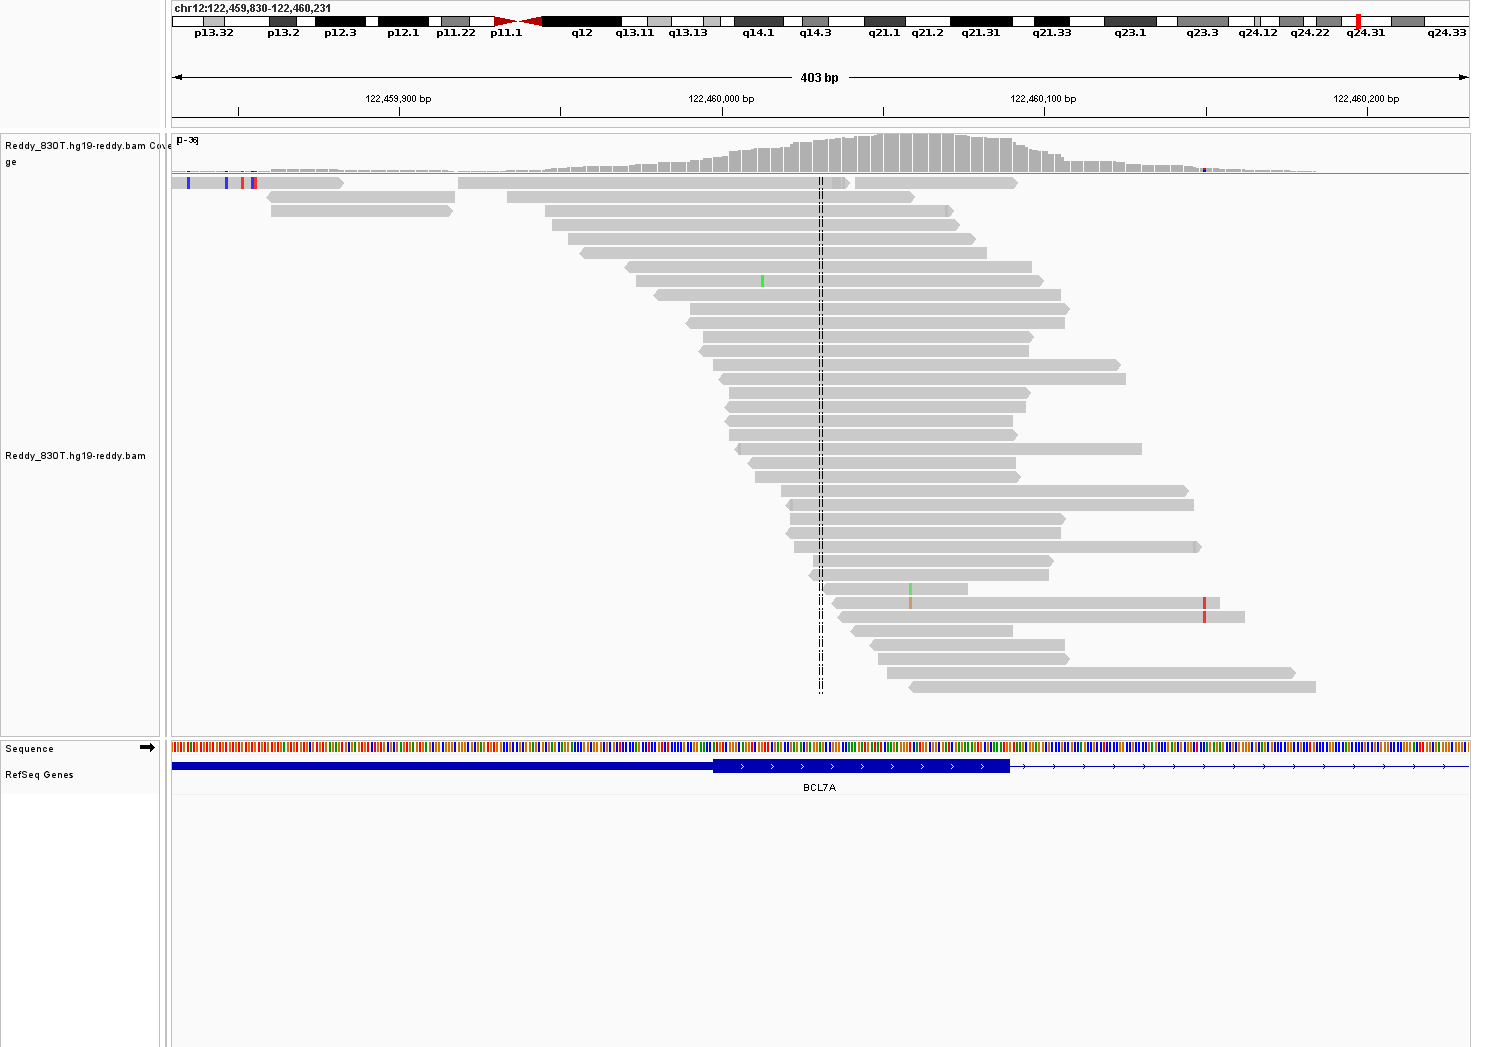 chr12:122,459,830-122,460,231
p13.32 p13.2 p12.3 p12.1 p11.22 p11.1 q12 q13.11 q13.13 q14.1 q14.3 q21.1 q21.2 q21.31 q21.33 q23.1 q23.3 q24.12 q24.22 q24.31 q24.33
403 bp
122,459,900 bp 122,460,000 bp 122,460,100 bp 122,460,200 bp
[0-36]
Reddy_830T.hg19-reddy.bam Cove
ge
Reddy_830T.hg19-reddy.bam
Sequence
RefSeq Genes
BCL7A